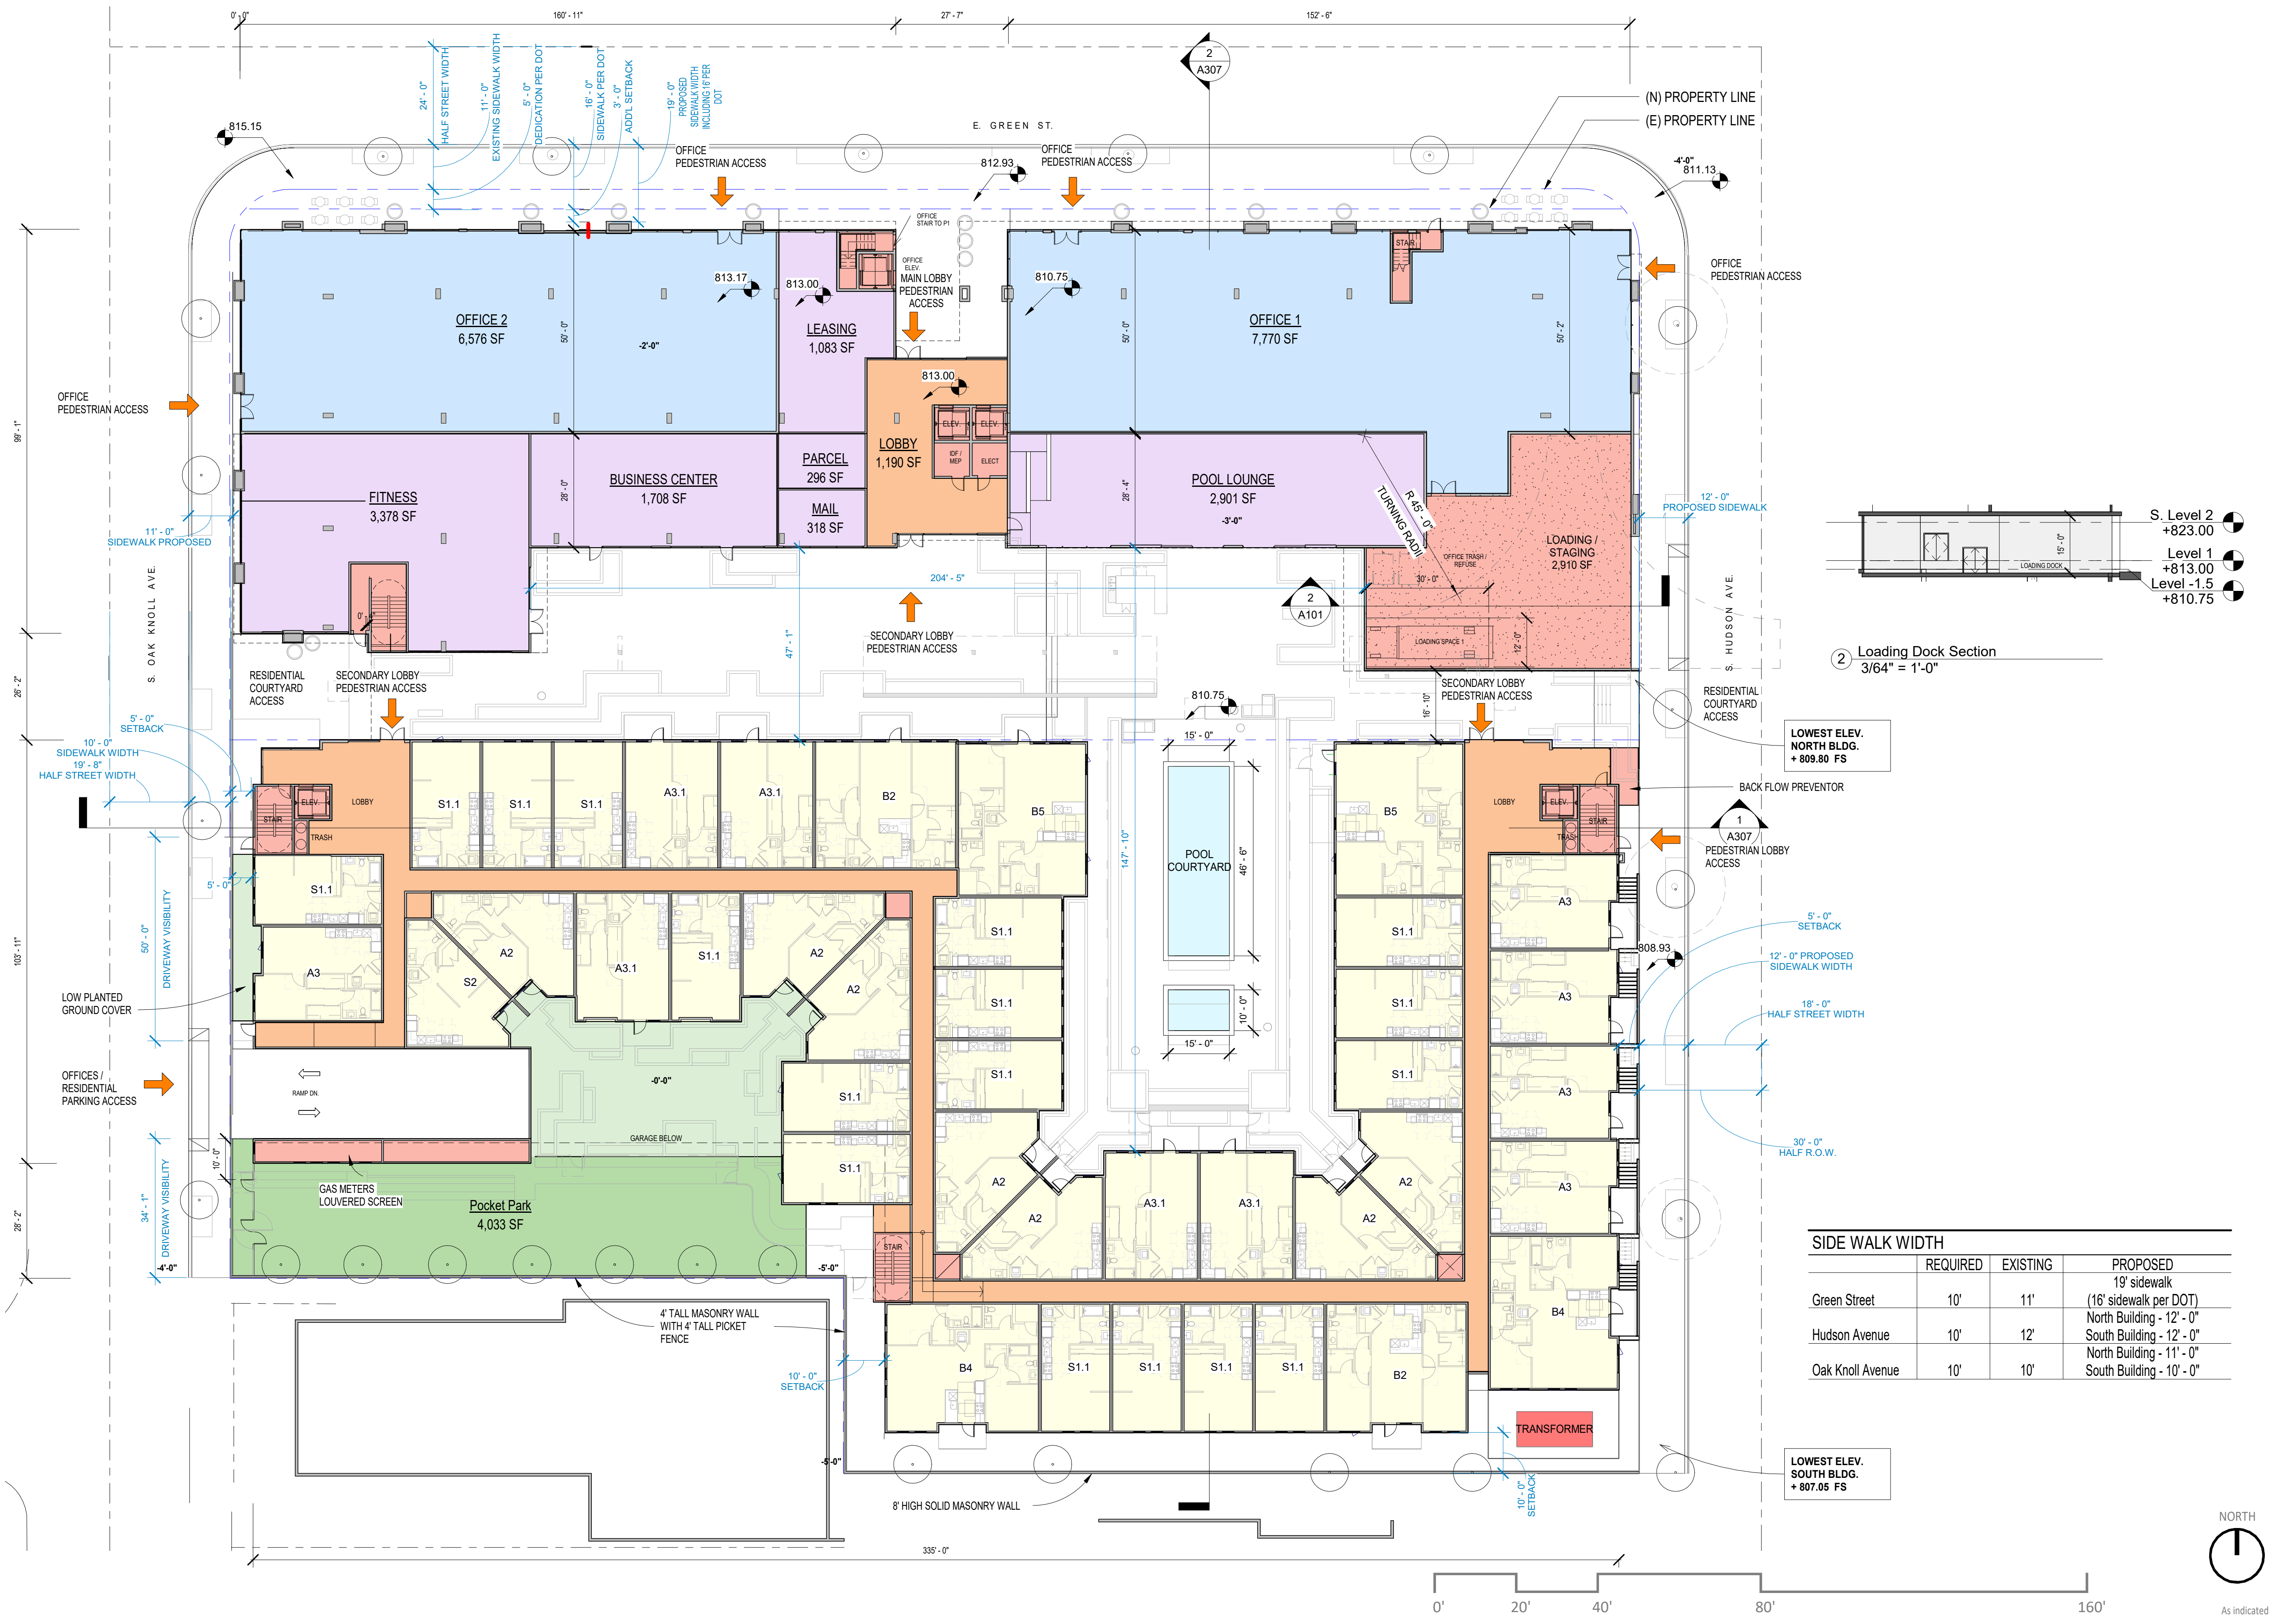 0' - 0"
160' - 11"
27' - 7"
152' - 6"
2
A307
24' - 0"
HALF STREET WIDTH
11' - 0"
EXISTING SIDEWALK WIDTH
5' - 0"
DEDICATION PER DOT
16' - 0"
SIDEWALK PER DOT
3' - 0"
ADD'L SETBACK
19' - 0"
PROPOSED
SIDEWALK WIDTH
INCLUDING 16' PER
DOT
(N) PROPERTY LINE
(E) PROPERTY LINE
815.15
E. GREEN ST.
OFFICE
PEDESTRIAN ACCESS
812.93
OFFICE
PEDESTRIAN ACCESS
-4'-0"
811.13
OFFICE
STAIR TO P1
OFFICE
ELEV.
MAIN LOBBY
PEDESTRIAN
ACCESS
STAIR
OFFICE
PEDESTRIAN ACCESS
813.17
813.00
810.75
OFFICE 2
6,576 SF
50' - 0"
-2'-0"
LEASING
1,083 SF
50' - 0"
OFFICE 1
7,770 SF
50' - 2"
813.00
OFFICE
PEDESTRIAN ACCESS
99' - 1"
ELEV.
ELEV.
LOBBY
1,190 SF
IDF /
MEP
ELECT
PARCEL
296 SF
MAIL
318 SF
BUSINESS CENTER
1,708 SF
28' - 0"
FITNESS
3,378 SF
28' - 4"
POOL LOUNGE
2,901 SF
-3'-0"
R 45' - 0"
TURNING RADII
12' - 0"
PROPOSED SIDEWALK
11' - 0"
SIDEWALK PROPOSED
LOADING /
STAGING
2,910 SF
OFFICE TRASH /
REFUSE
30' - 0"
204' - 5"
2
A101
LOADING SPACE 1
12' - 0"
S. OAK KNOLL AVE.
S. HUDSON AVE.
0' - 0"
47' - 1"
SECONDARY LOBBY
PEDESTRIAN ACCESS
S. Level 2
+823.00
Level 1
+813.00
Level -1.5
+810.75
15' - 0"
LOADING DOCK
2
Loading Dock Section
3/64" = 1'-0"
26' - 2"
RESIDENTIAL
COURTYARD
ACCESS
SECONDARY LOBBY
PEDESTRIAN ACCESS
810.75
16' - 10"
SECONDARY LOBBY
PEDESTRIAN ACCESS
RESIDENTIAL
COURTYARD
ACCESS
LOWEST ELEV.
NORTH BLDG.
+ 809.80 FS
BACK FLOW PREVENTOR
5' - 0"
SETBACK
10' - 0"
SIDEWALK WIDTH
19' - 8"
HALF STREET WIDTH
15' - 0"
ELEV.
LOBBY
STAIR
TRASH
S1.1
S1.1
S1.1
A3.1
A3.1
B2
B5
B5
LOBBY
ELEV.
STAIR
TRASH
1
A307
PEDESTRIAN LOBBY
ACCESS
147' - 10"
POOL
COURTYARD
46' - 6"
5' - 0"
50' - 0"
DRIVEWAY VISIBILITY
S1.1
A3
103' - 11"
A2
S2
A3.1
S1.1
A2
A2
S1.1
S1.1
S1.1
S1.1
S1.1
S1.1
A3
A3
A3
A3
808.93
5' - 0"
SETBACK
12' - 0" PROPOSED
SIDEWALK WIDTH
18' - 0"
HALF STREET WIDTH
LOW PLANTED
GROUND COVER
10' - 0"
15' - 0"
OFFICES /
RESIDENTIAL
PARKING ACCESS
RAMP DN.
-0'-0"
GARAGE BELOW
S1.1
S1.1
30' - 0"
HALF R.O.W.
10' - 0"
34' - 1"
DRIVEWAY VISIBILITY
GAS METERS
LOUVERED SCREEN
Pocket Park
4,033 SF
A2
A2
A3.1
A3.1
A2
A2
28' - 2"
-4'-0"
-5'-0"
STAIR
4' TALL MASONRY WALL
WITH 4' TALL PICKET
FENCE
B4
10' - 0"
SETBACK
B4
S1.1
S1.1
S1.1
S1.1
B2
TRANSFORMER
-5'-0"
10' - 0"
SETBACK
8' HIGH SOLID MASONRY WALL
SIDE WALK WIDTH
REQUIRED EXISTING PROPOSED
Green Street 10' 11' 19' sidewalk
(16' sidewalk per DOT)
Hudson Avenue 10' 12' North Building - 12' - 0"
South Building - 12' - 0"
Oak Knoll Avenue 10' 10' North Building - 11' - 0"
South Building - 10' - 0"
LOWEST ELEV.
SOUTH BLDG.
+ 807.05 FS
335' - 0"
NORTH
0' 20' 40' 80' 160'
As indicated